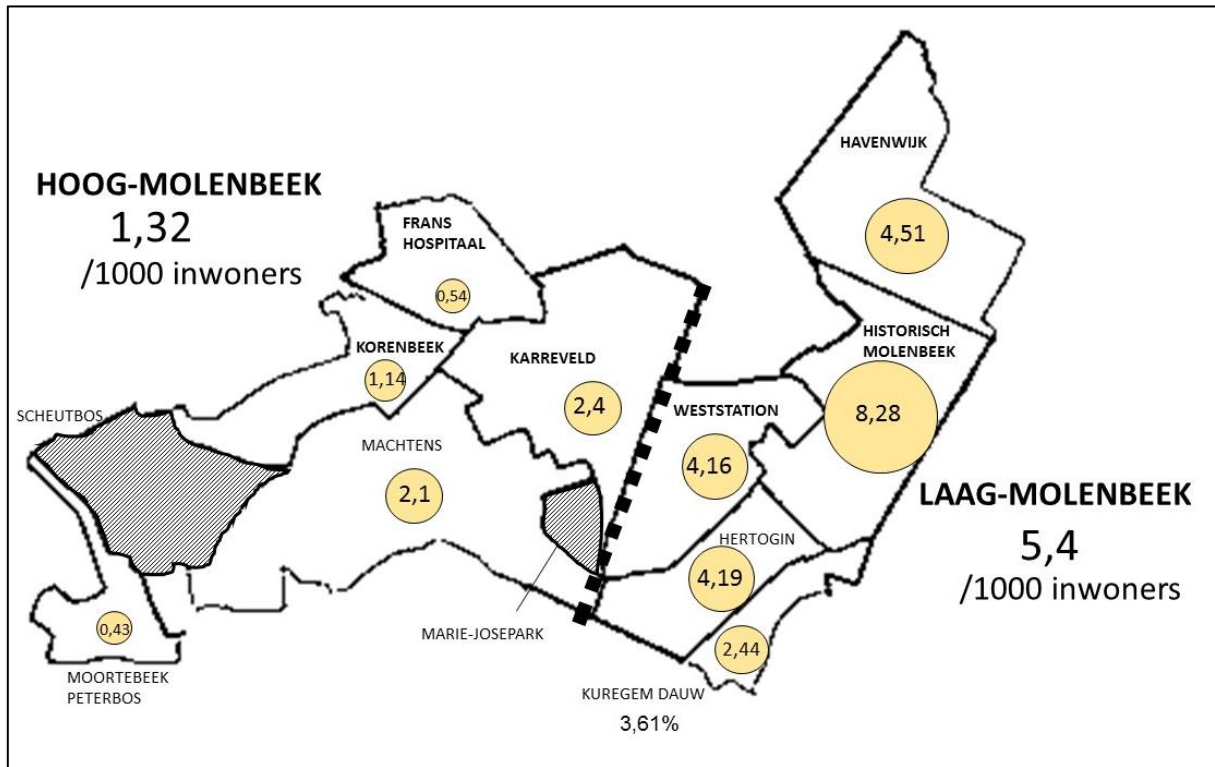 HAVENWIJK
4,51
HOOG-MOLENBEEK
1,32
/1000 inwoners
FRANS
HOSPITAAL
0,54
HISTORISCH
MOLENBEEK
8,28
KORENBEEK
1,14
KARREVELD
2,4
WESTSTATION
4,16
SCHEUTBOS
MACHTENS
2,1
LAAG-MOLENBEEK
5,4
/1000 inwoners
HERTOGIN
4,19
0,43
MOORTEBEEK
PETERBOS
MARIE-JOSEPARK
2,44
KUREGEM DAUW
3,61%